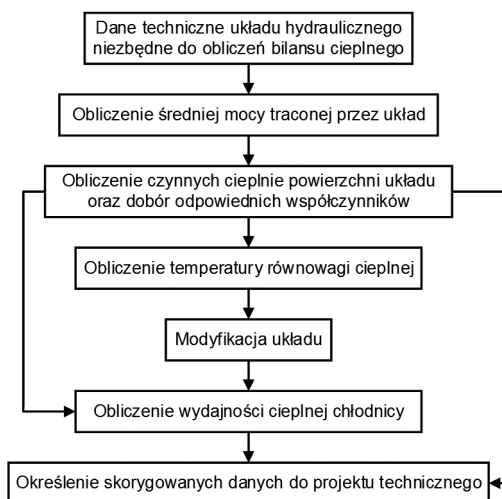 Dane techniczne układu hydraulicznego
niezbędne do obliczeń bilansu cieplnego
Obliczenie średniej mocy traconej przez układ
Obliczenie czynnych cieplnie powierzchni układu
oraz dobór odpowiednich współczynników
Obliczenie temperatury równowagi cieplnej
Modyfikacja układu
Obliczenie wydajności cieplnej chłodnicy
Określenie skorygowanych danych do projektu technicznego